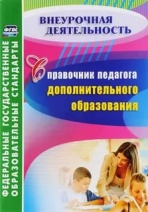 ФГОС
ВНЕУРОЧНАЯ
ДЕЯТЕЛЬНОСТЬ
Справочник педагога
дополнительного
образования
ФЕДЕРАЛЬНЫЕ ГОСУДАРСТВЕННЫЕ
ОБРАЗОВАТЕЛЬНЫЕ СТАНДАРТЫ